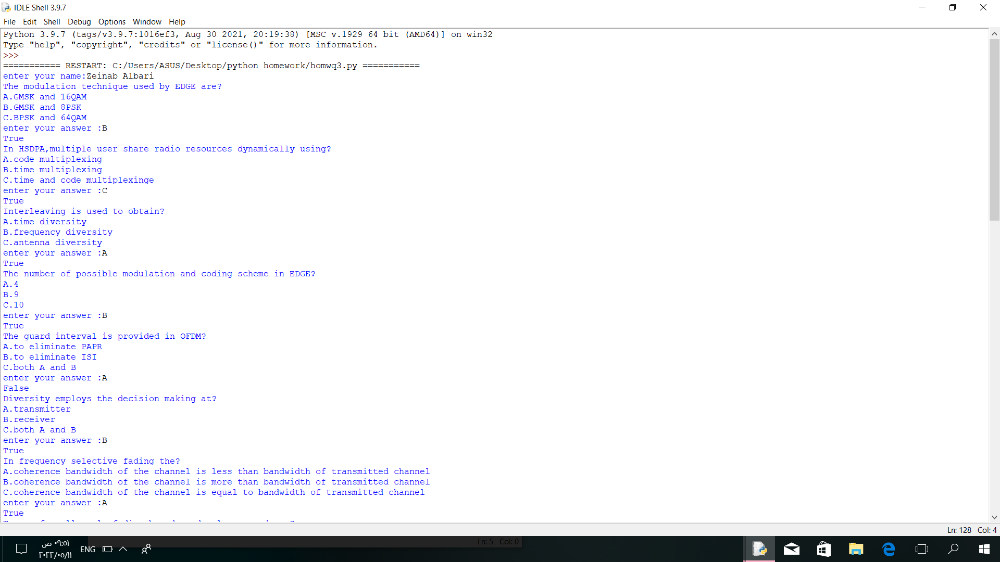 IDLE Shell 3.9.7
File Edit Shell Debug Options Window Help
Python 3.9.7 (tags/v3.9.7:1016ef3, Aug 30 2021, 20:19:38) [MSC v.1929 64 bit (AMD64)] on win32
Type "help", "copyright", "credits" or "license()" for more information.
>>>
=========== RESTART: C:/Users/ASUS/Desktop/python homework/homwq3.py ===========
enter your name:Zeinab Albari
The modulation technique used by EDGE are?
A.GMSK and 16QAM
B.GMSK and 8PSK
C.BPSK and 64QAM
enter your answer :B
True
In HSDPA,multiple user share radio resources dynamically using?
A.code multiplexing
B.time multiplexing
C.time and code multiplexinge
enter your answer :C
True
Interleaving is used to obtain?
A.time diversity
B.frequency diversity
C.antenna diversity
enter your answer :A
True
The number of possible modulation and coding scheme in EDGE?
A.4
B.9
C.10
enter your answer :B
True
The guard interval is provided in OFDM?
A.to eliminate PAPR
B.to eliminate ISI
C.both A and B
enter your answer :A
False
Diversity employs the decision making at?
A.transmitter
B.receiver
C.both A and B
enter your answer :B
True
In frequency selective fading the?
A.coherence bandwidth of the channel is less than bandwidth of transmitted channel
B.coherence bandwidth of the channel is more than bandwidth of transmitted channel
C.coherence bandwidth of the channel is equal to bandwidth of transmitted channel
enter your answer :A
True
Ln: 128 Col: 4
Ln: 5 Col: 0
٠٩:٥١ ص
ENG
٢٠٢٢/٠٥/١١